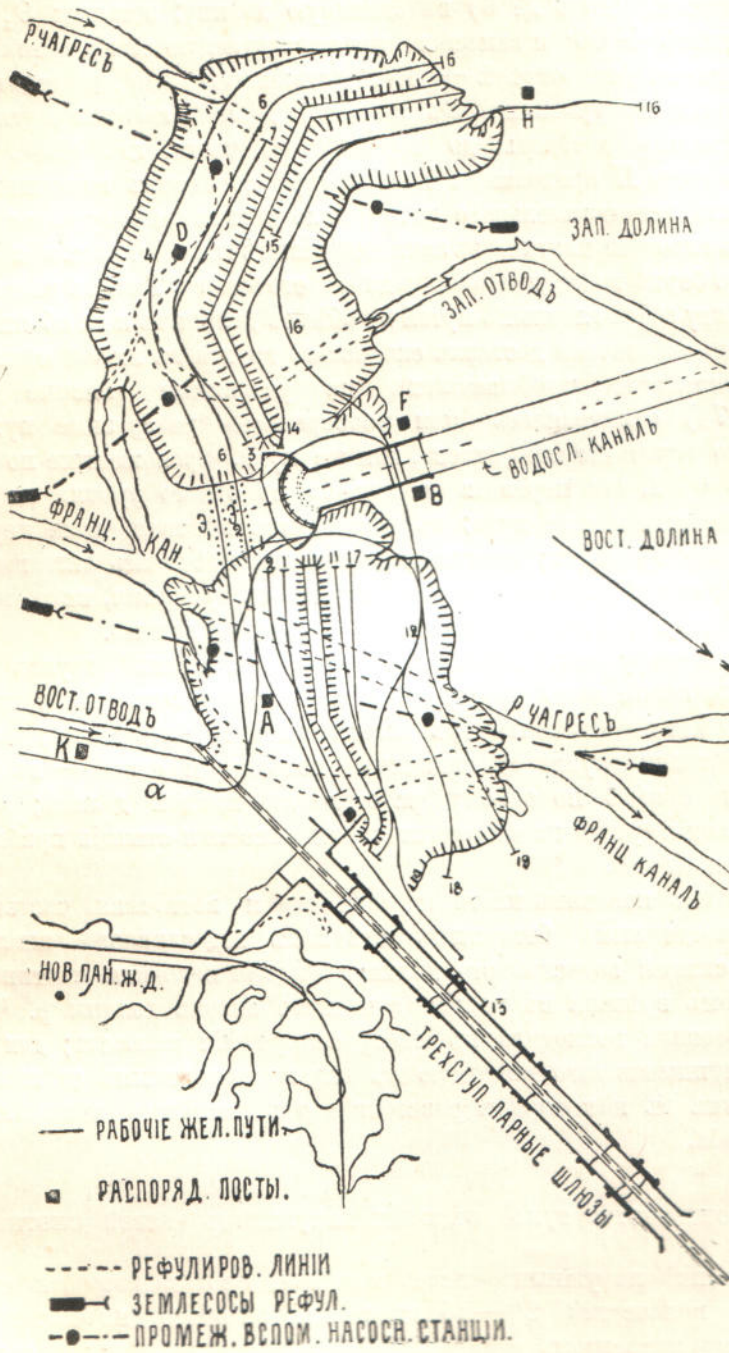 Р. ЧАГРЕСЪ
16
6
7
Н
16
D
4
15
ЗАП. ДОЛИНА
ЗАП. ОТВОДЪ
16
14
F
6
3
ВОДОСЛ. КАНАЛЪ
В
ФРАНЦ.
КАН.
ВОСТ. ДОЛИНА
1
11
17
12
ВОСТ. ОТВОДЪ
А
Р. ЧАГРЕСЪ
К
α
ФРАНЦ КАНАЛЪ
19
18
НОВ ПАН. Ж.Д.
13
ТРЕХСТУП ПАРНЫЕ ШЛЮЗЫ
РАБОЧІЕ ЖЕЛ. ПУТИ.
РАСПОРЯД. ПОСТЫ.
РЕФУЛИРОВ. ЛИНІИ
ЗЕМЛЕСОСЫ РЕФУЛ.
ПРОМЕЖ. ВСПОМ. НАСОСН. СТАНЦІИ.